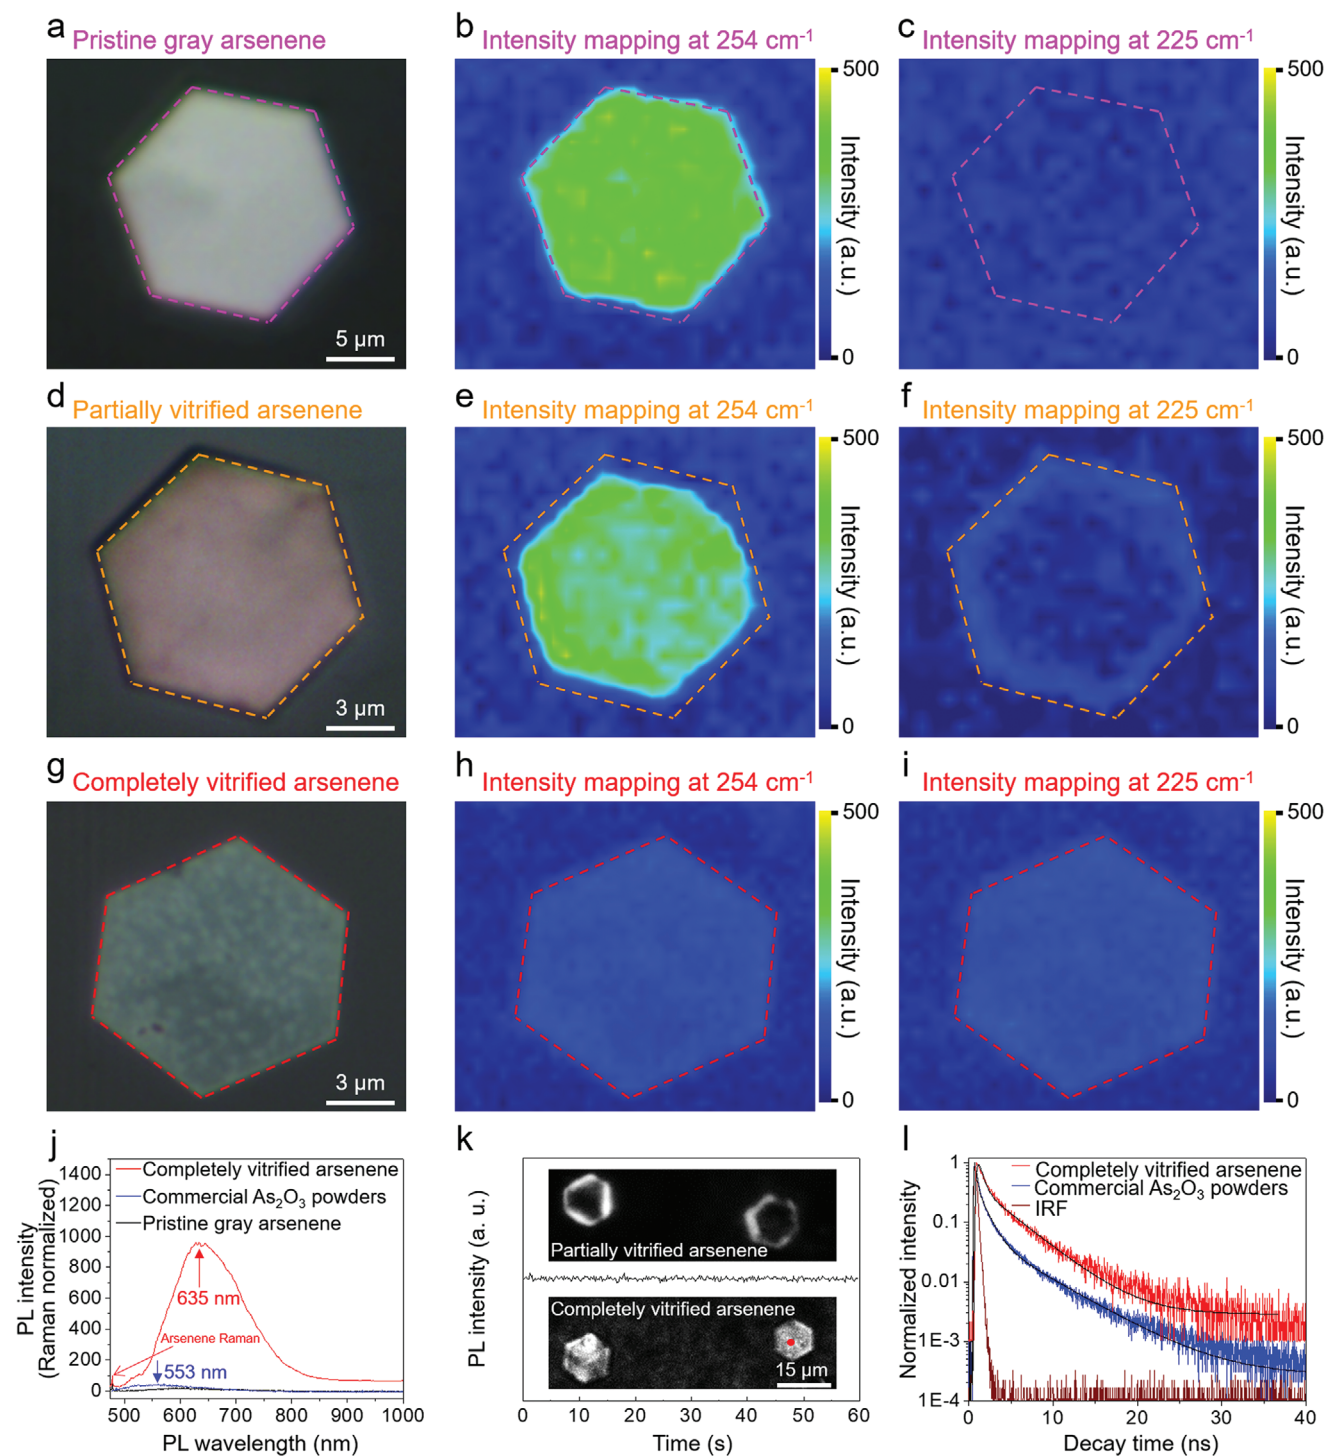 a Pristine gray arsenene
b Intensity mapping at 254 cm⁻¹
c Intensity mapping at 225 cm⁻¹
5 µm
500
Intensity (a.u.)
0
500
Intensity (a.u.)
0
d Partially vitrified arsenene
e Intensity mapping at 254 cm⁻¹
f Intensity mapping at 225 cm⁻¹
3 µm
500
Intensity (a.u.)
0
500
Intensity (a.u.)
0
g Completely vitrified arsenene
h Intensity mapping at 254 cm⁻¹
i Intensity mapping at 225 cm⁻¹
3 µm
500
Intensity (a.u.)
0
500
Intensity (a.u.)
0
j
PL intensity
(Raman normalized)
1400
1200
1000
800
600
400
200
0
Completely vitrified arsenene
Commercial As₂O₃ powders
Pristine gray arsenene
635 nm
Arsenene Raman
553 nm
500 600 700 800 900 1000
PL wavelength (nm)
k
PL intensity (a. u.)
Partially vitrified arsenene
Completely vitrified arsenene
15 µm
0 10 20 30 40 50 60
Time (s)
l
Normalized intensity
1
0.1
0.01
1E-3
1E-4
Completely vitrified arsenene
Commercial As₂O₃ powders
IRF
0 10 20 30 40
Decay time (ns)